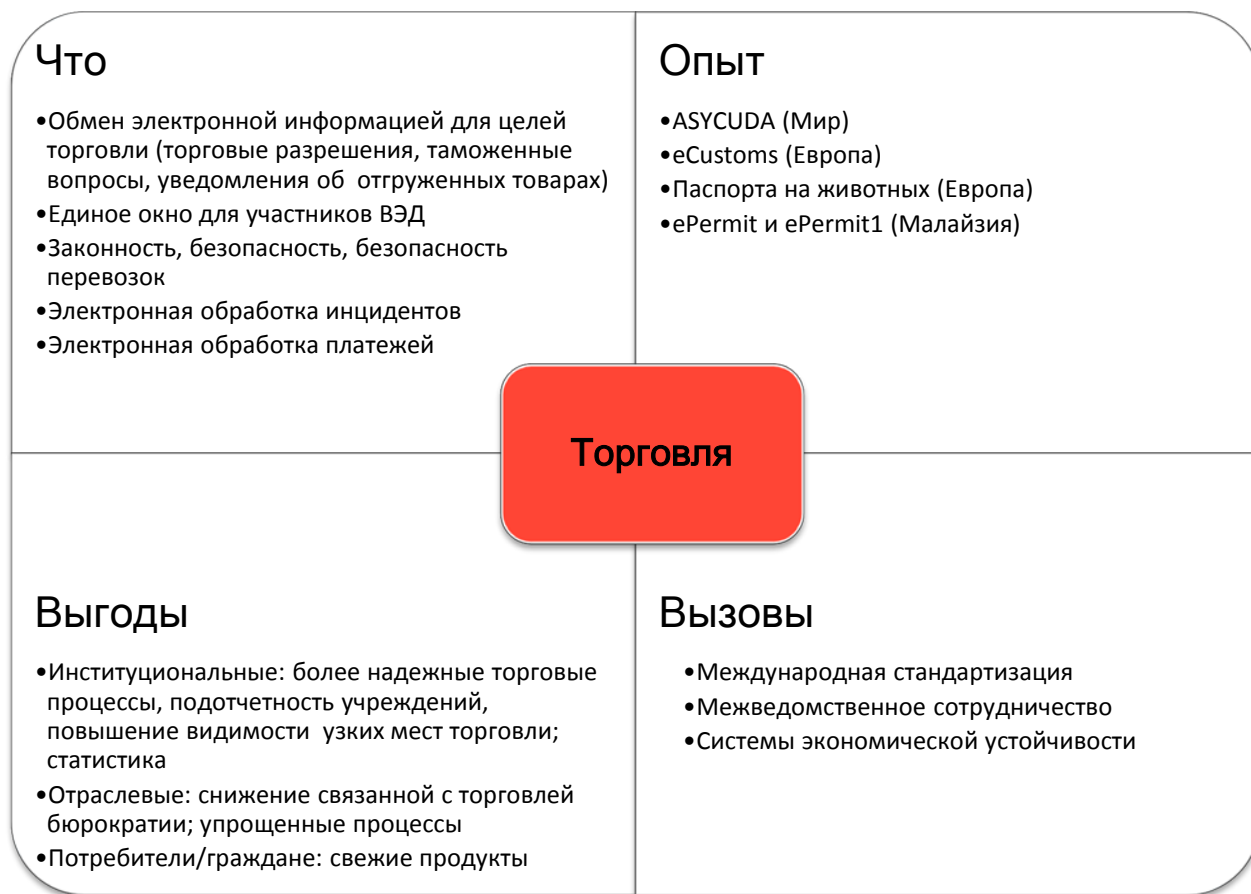 Что
•Обмен электронной информацией для целей
торговли (торговые разрешения, таможенные
вопросы, уведомления об  отгруженных товарах)
•Единое окно для участников ВЭД
•Законность, безопасность, безопасность
перевозок
•Электронная обработка инцидентов
•Электронная обработка платежей
Опыт
•ASYCUDA (Мир)
•eCustoms (Европа)
•Паспорта на животных (Европа)
•ePermit и ePermit1 (Малайзия)
Торговля
Выгоды
•Институциональные: более надежные торговые
процессы, подотчетность учреждений,
повышение видимости  узких мест торговли;
статистика
•Отраслевые: снижение связанной с торговлей
бюрократии; упрощенные процессы
•Потребители/граждане: свежие продукты
Вызовы
•Международная стандартизация
•Межведомственное сотрудничество
•Системы экономической устойчивости